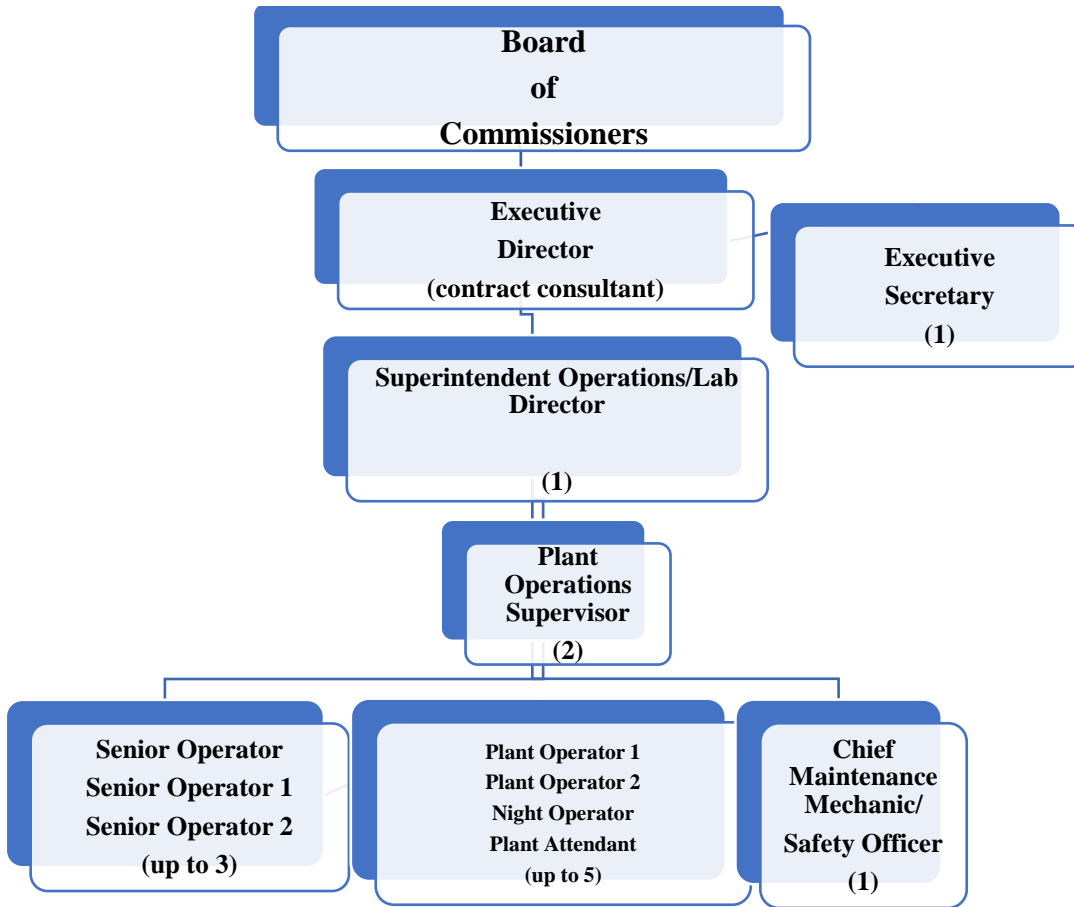 Board
of
Commissioners
Executive
Director
(contract consultant)
Executive
Secretary
(1)
Superintendent Operations/Lab
Director
(1)
Plant
Operations
Supervisor
(2)
Senior Operator
Senior Operator 1
Senior Operator 2
(up to 3)
Plant Operator 1
Plant Operator 2
Night Operator
Plant Attendant
(up to 5)
Chief
Maintenance
Mechanic/
Safety Officer
(1)